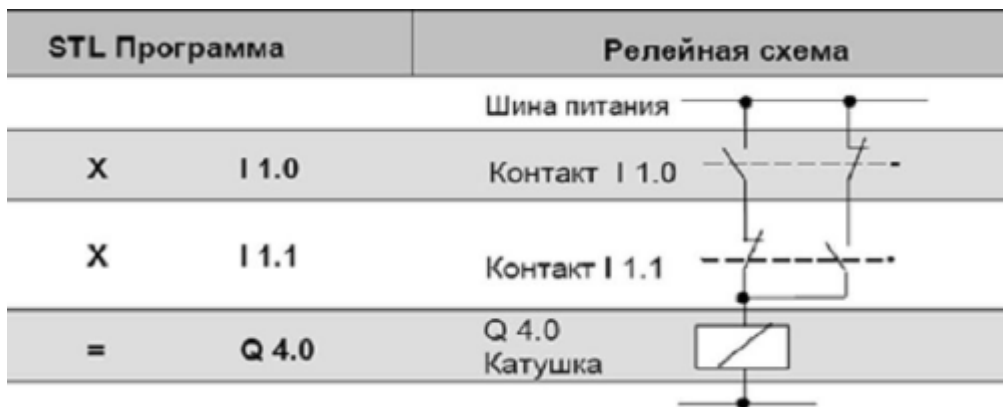 STL Программа
Релейная схема
Шина питания
X I 1.0
Контакт I 1.0
X I 1.1
Контакт I 1.1
= Q 4.0
Q 4.0
Катушка